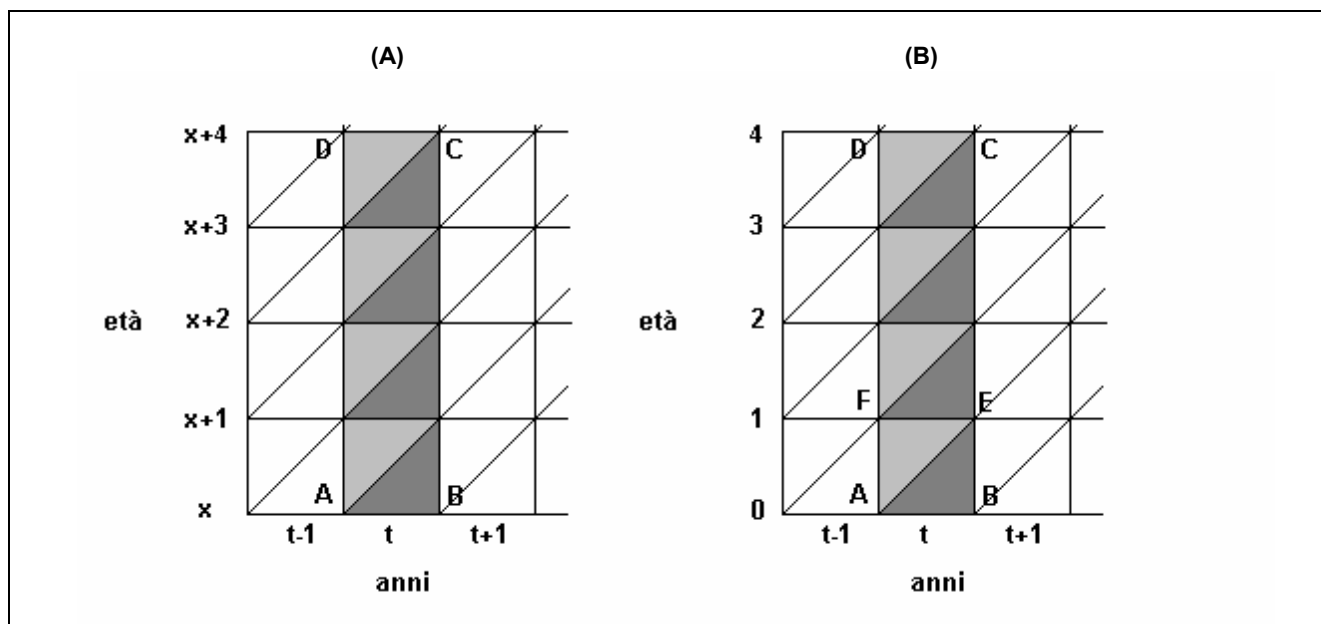 (A) (B)
x+4 D C 4 D C
x+3 3
età x+2 età 2
x+1 1 F E
x A B 0 A B
t-1 t t+1 t-1 t t+1
anni anni